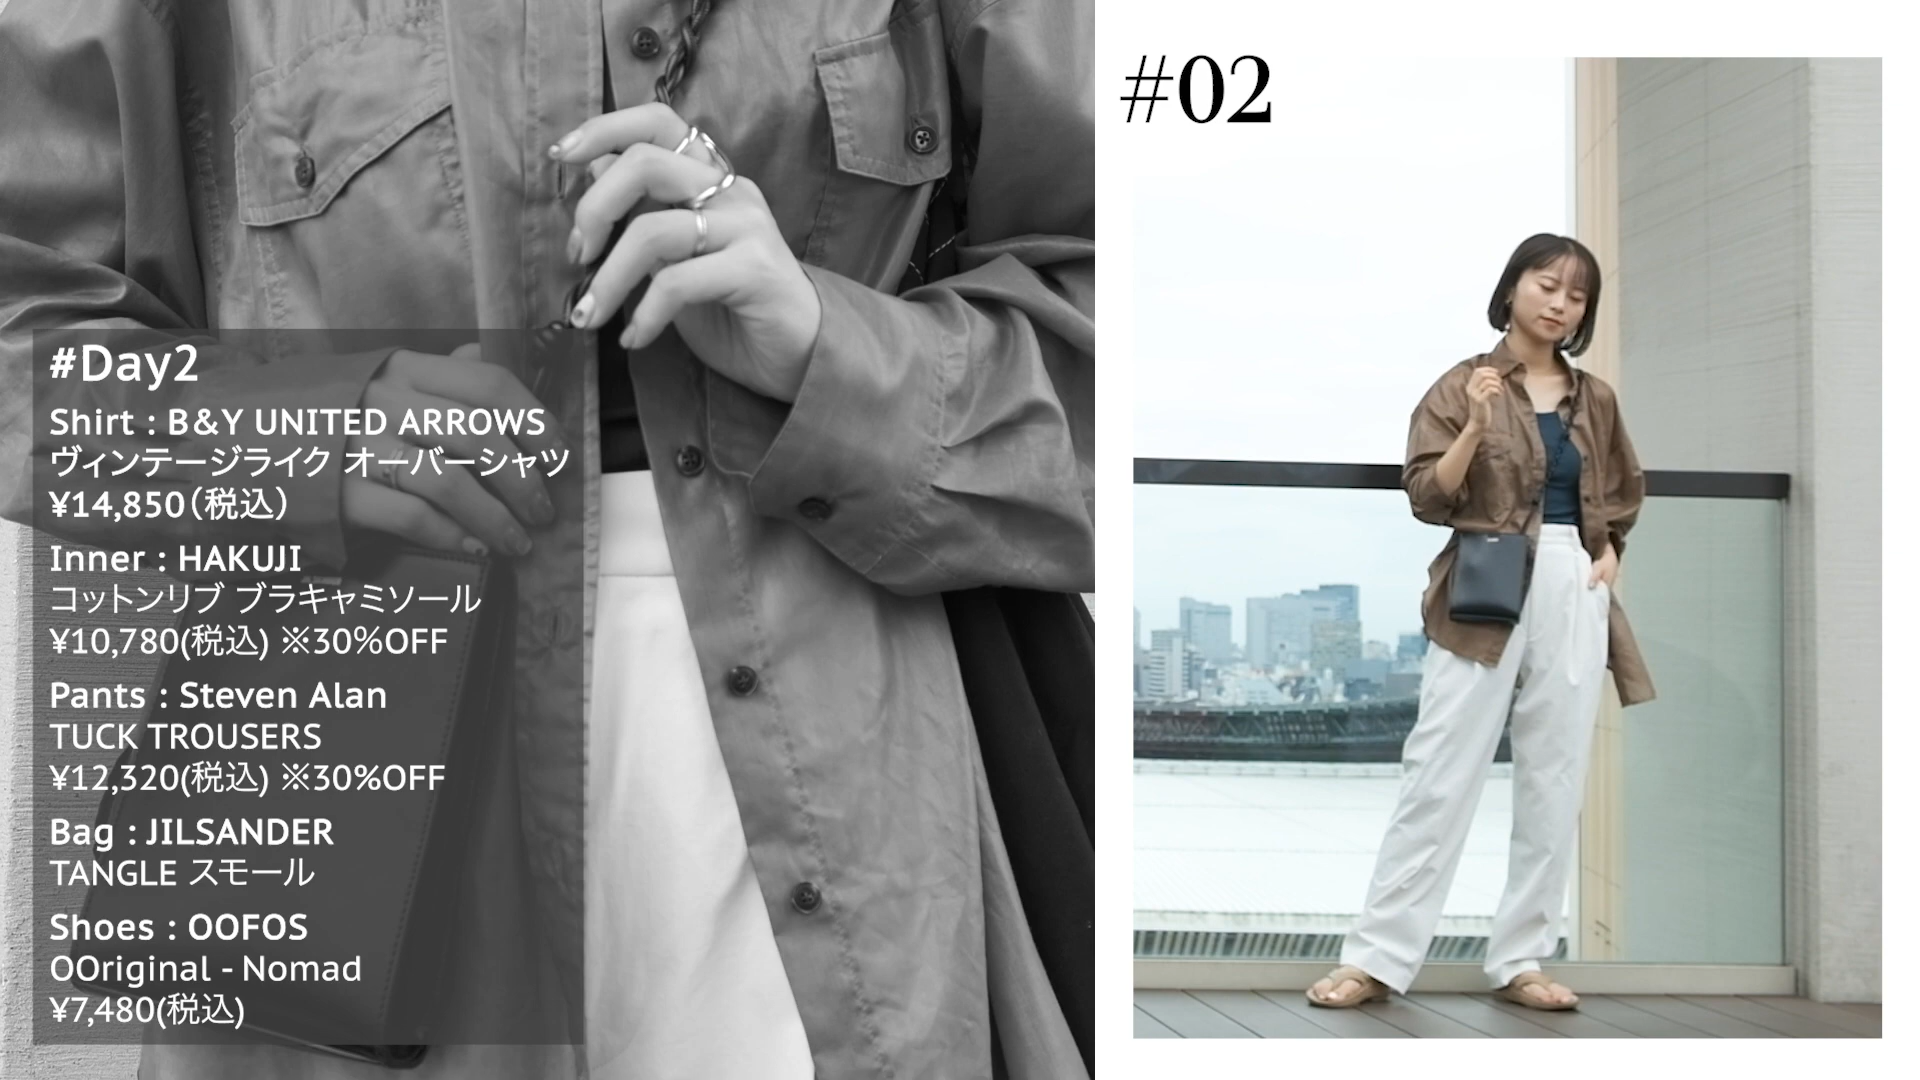 #Day2
Shirt : B&Y UNITED ARROWS
ヴィンテージライク オーバーシャツ
¥14,850（税込）
Inner : HAKUJI
コットンリブ ブラキャミソール
¥10,780(税込) ※30%OFF
Pants : Steven Alan
TUCK TROUSERS
¥12,320(税込) ※30%OFF
Bag : JILSANDER
TANGLE スモール
Shoes : OOFOS
OOriginal - Nomad
¥7,480(税込)
#02